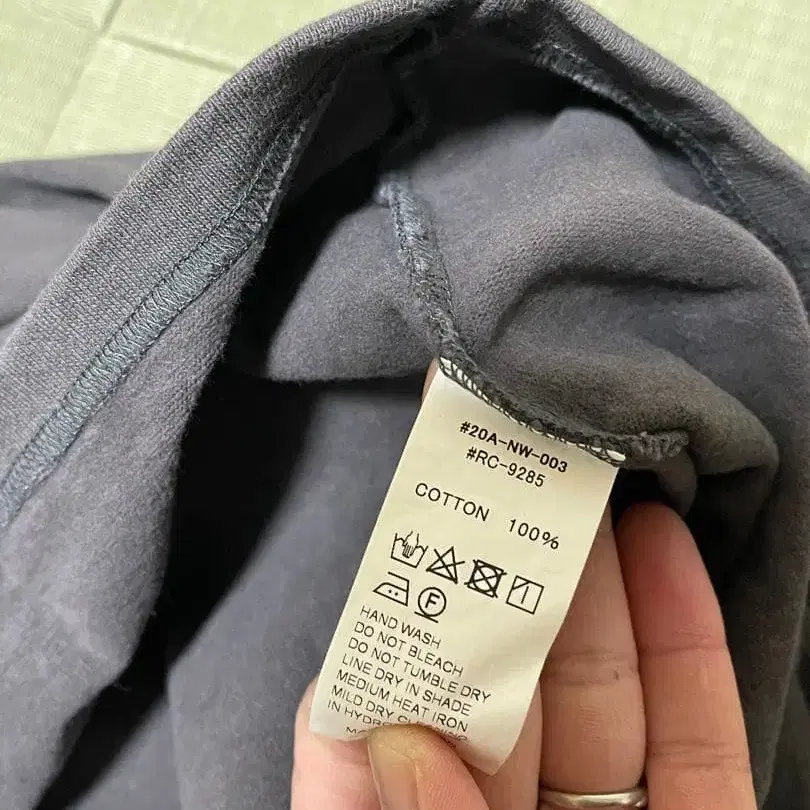 #20A-NW-003
#RC-9285
COTTON 100%
F
HAND WASH
DO NOT BLEACH
DO NOT TUMBLE DRY
LINE DRY IN SHADE
MEDIUM HEAT IRON
MILD DRY
IN